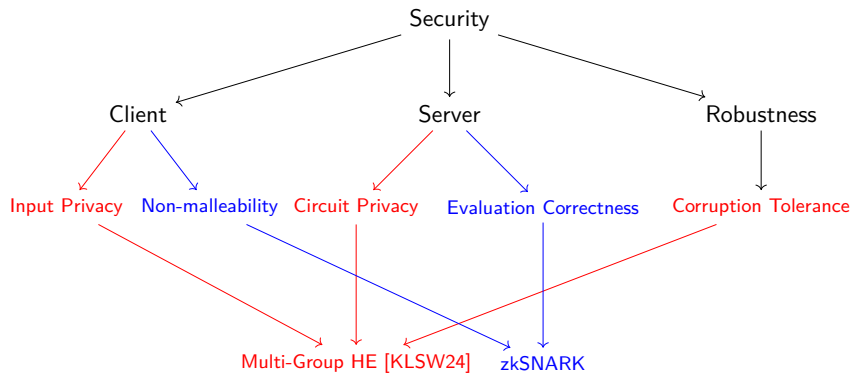 Security
Client
Server
Robustness
Input Privacy
Non-malleability
Circuit Privacy
Evaluation Correctness
Corruption Tolerance
Multi-Group HE [KLSW24]
zkSNARK